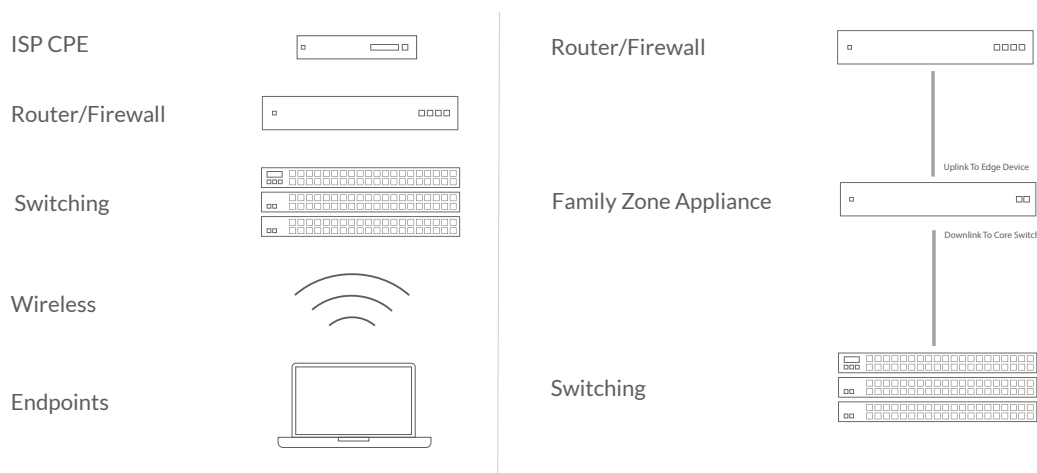 ISP CPE
Router/Firewall
Switching
Wireless
Endpoints
Router/Firewall
Uplink To Edge Device
Family Zone Appliance
Downlink To Core Switch
Switching